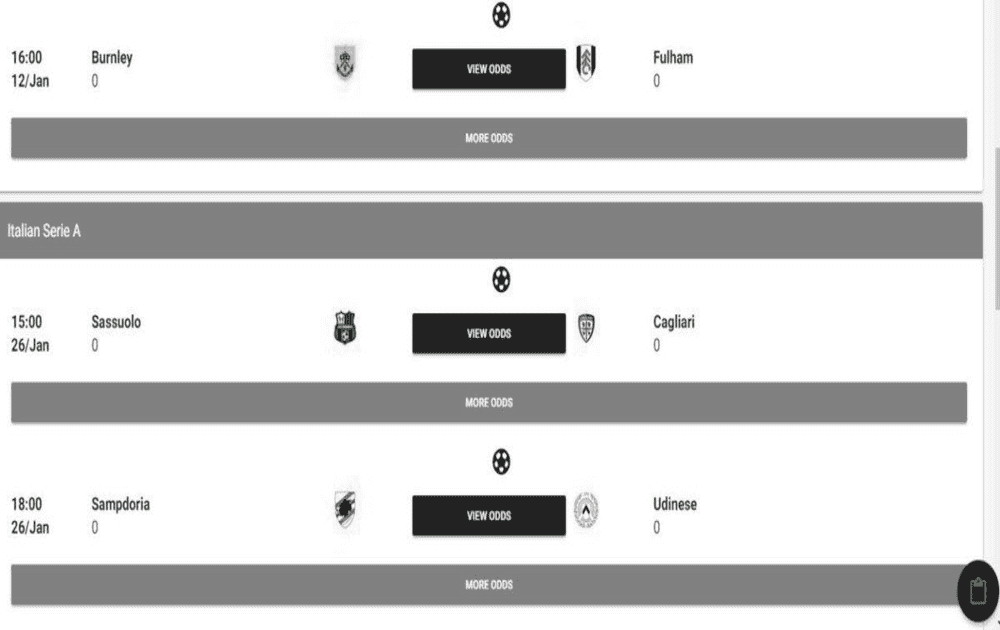 16:00 Burnley VIEW ODDS Fulham
12/Jan 0 0
MORE ODDS
Italian Serie A
15:00 Sassuolo VIEW ODDS Cagliari
26/Jan 0 0
MORE ODDS
18:00 Sampdoria VIEW ODDS Udinese
26/Jan 0 0
MORE ODDS